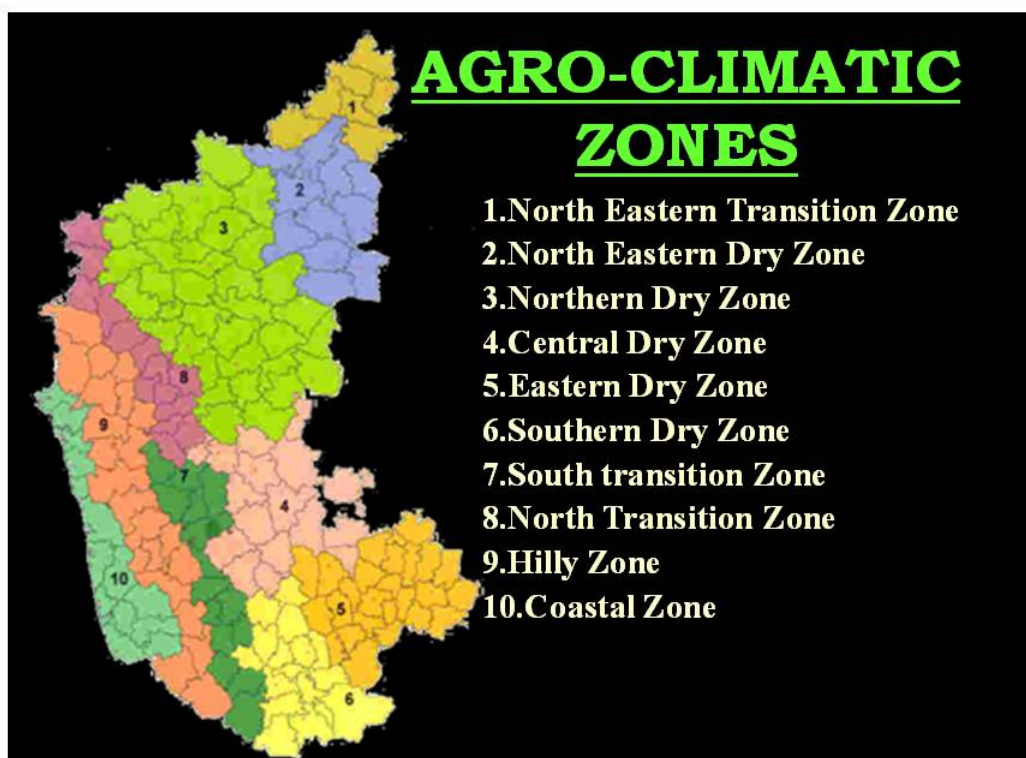 AGRO-CLIMATIC
ZONES
1.North Eastern Transition Zone
2.North Eastern Dry Zone
3.Northern Dry Zone
4.Central Dry Zone
5.Eastern Dry Zone
6.Southern Dry Zone
7.South transition Zone
8.North Transition Zone
9.Hilly Zone
10.Coastal Zone
1
2
3
8
9
7
4
10
5
6